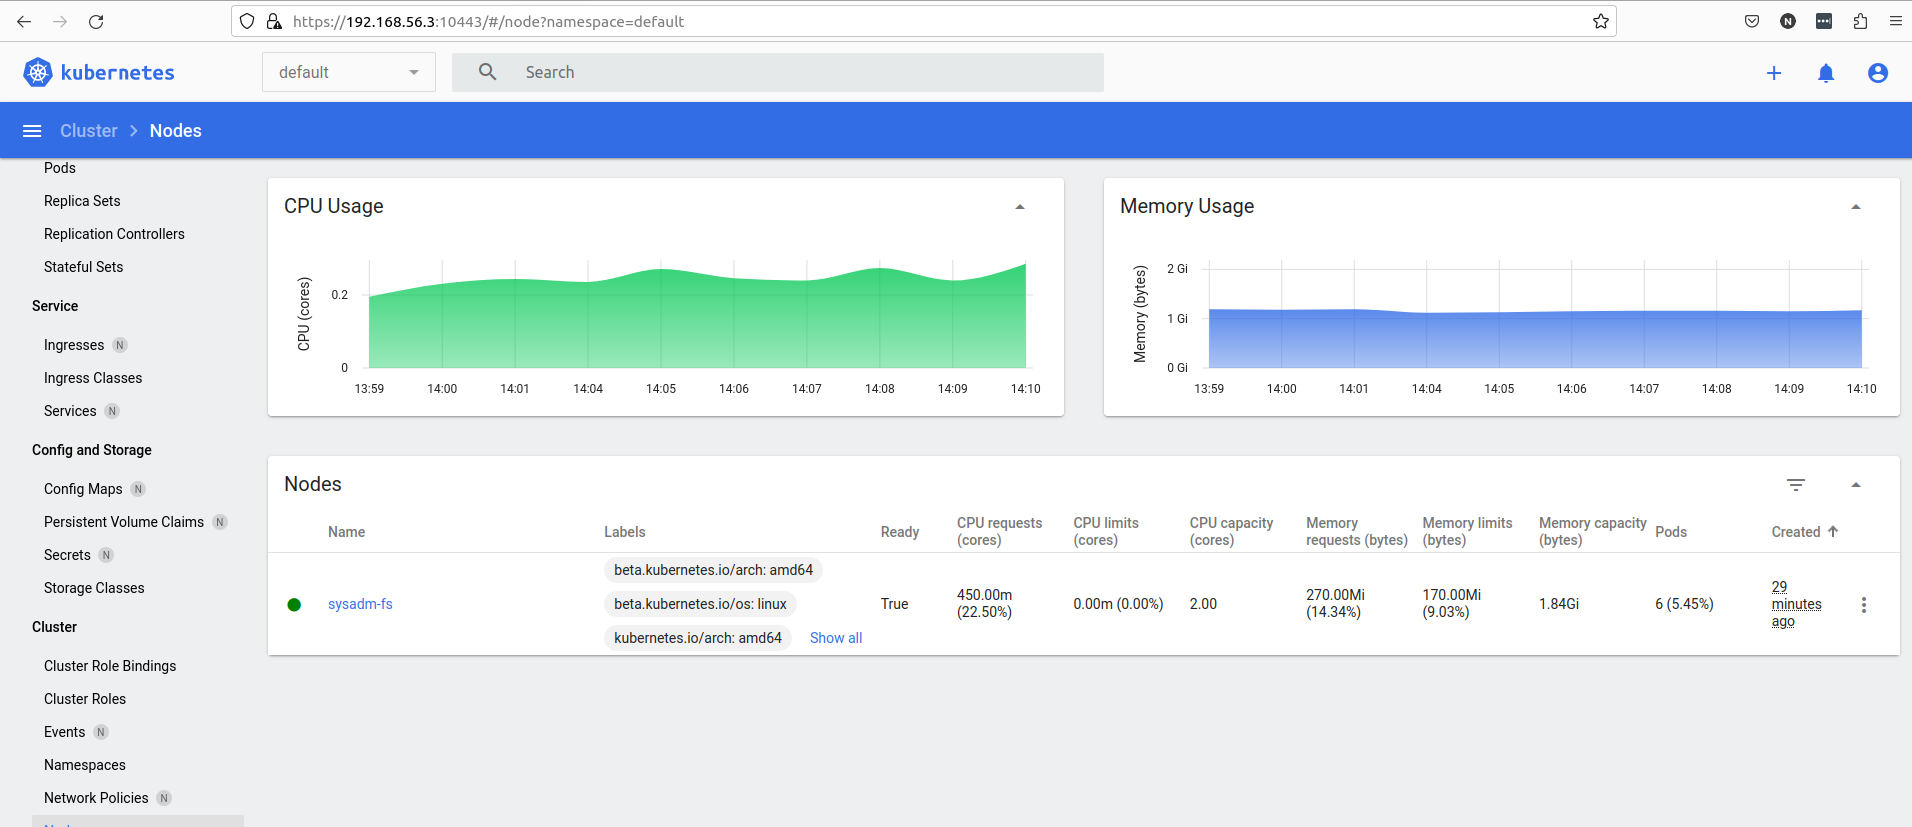 https://192.168.56.3:10443/#/node?namespace=default
N
kubernetes
default
Search
Cluster > Nodes
Pods
Replica Sets
Replication Controllers
Stateful Sets
Service
Ingresses N
Ingress Classes
Services N
Config and Storage
Config Maps N
Persistent Volume Claims N
Secrets N
Storage Classes
Cluster
Cluster Role Bindings
Cluster Roles
Events N
Namespaces
Network Policies N
CPU Usage
CPU (cores)
0.2
0
13:59 14:00 14:01 14:04 14:05 14:06 14:07 14:08 14:09 14:10
Memory Usage
Memory (bytes)
2 Gi
1 Gi
0 Gi
13:59 14:00 14:01 14:04 14:05 14:06 14:07 14:08 14:09 14:10
Nodes
Name
Labels
Ready
CPU requests
(cores)
CPU limits
(cores)
CPU capacity
(cores)
Memory
requests (bytes)
Memory limits
(bytes)
Memory capacity
(bytes)
Pods
Created
sysadm-fs
beta.kubernetes.io/arch: amd64
beta.kubernetes.io/os: linux
kubernetes.io/arch: amd64
Show all
True
450.00m
(22.50%)
0.00m (0.00%)
2.00
270.00Mi
(14.34%)
170.00Mi
(9.03%)
1.84Gi
6 (5.45%)
29
minutes
ago